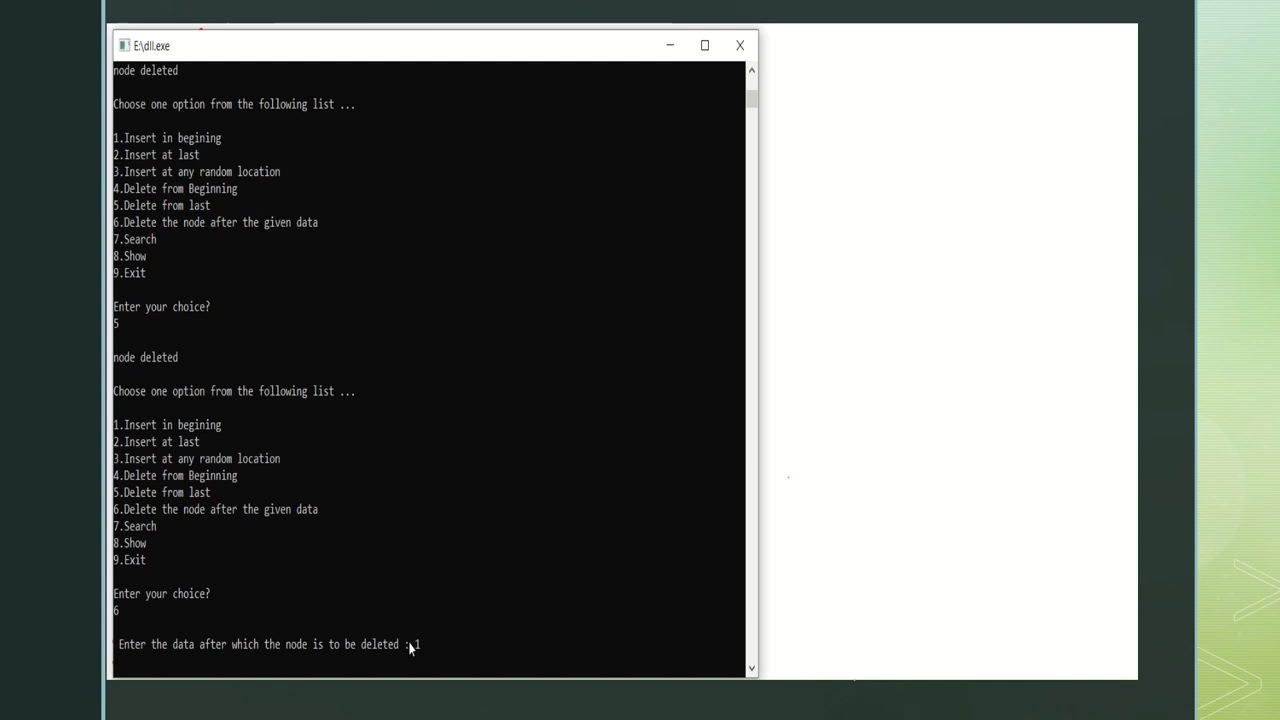 E:\dll.exe
node deleted
Choose one option from the following list ...
1.Insert in begining
2.Insert at last
3.Insert at any random location
4.Delete from Beginning
5.Delete from last
6.Delete the node after the given data
7.Search
8.Show
9.Exit
Enter your choice?
5
node deleted
Choose one option from the following list ...
1.Insert in begining
2.Insert at last
3.Insert at any random location
4.Delete from Beginning
5.Delete from last
6.Delete the node after the given data
7.Search
8.Show
9.Exit
Enter your choice?
6
Enter the data after which the node is to be deleted : 1